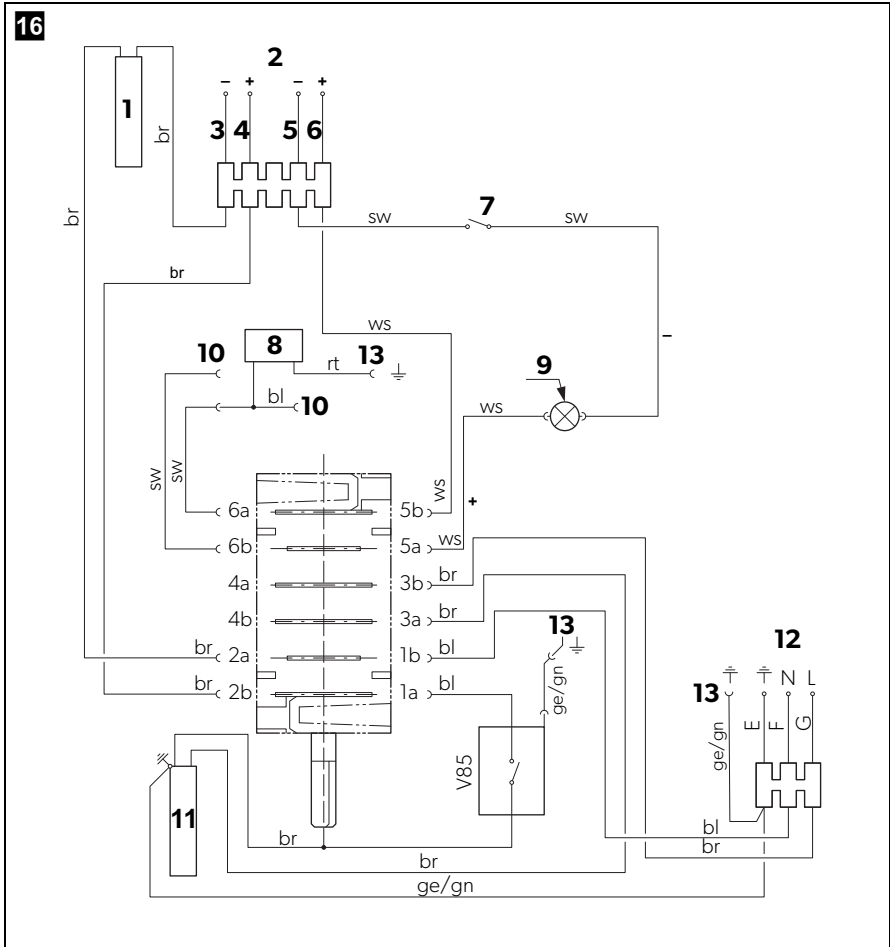 16
2
– + – +
1
3 4 5 6
br
br
sw 7 sw
br
ws
–
8
10 rt 13
9
bl 10
ws
sw sw
ws
+
6a 5b
6b 5a ws
4a 3b br
4b 3a br
13
12
br 2a 1b bl
br 2b 1a bl
ge/gn
13 N L
ge/gn E F G
V85
11
br
bl
br
br
ge/gn